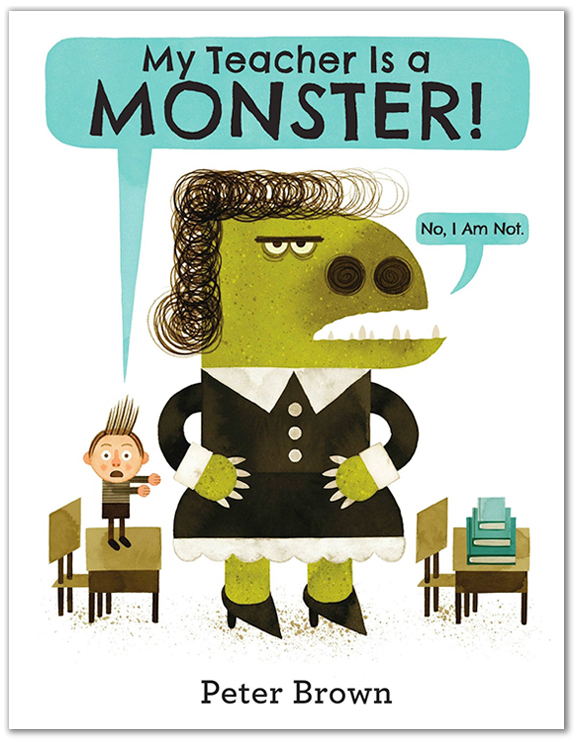 My Teacher Is a
MONSTER!
No, I Am Not.
Peter Brown